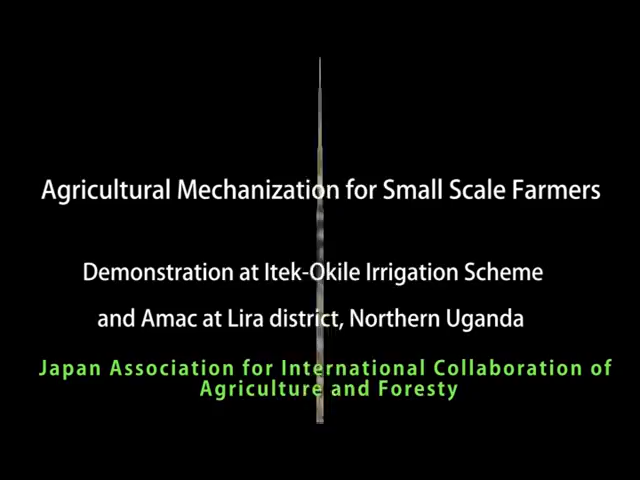 Agricultural Mechanization for Small Scale Farmers
Demonstration at Itek-Okile Irrigation Scheme
and Amac at Lira district, Northern Uganda
Japan Association for International Collaboration of
Agriculture and Foresty